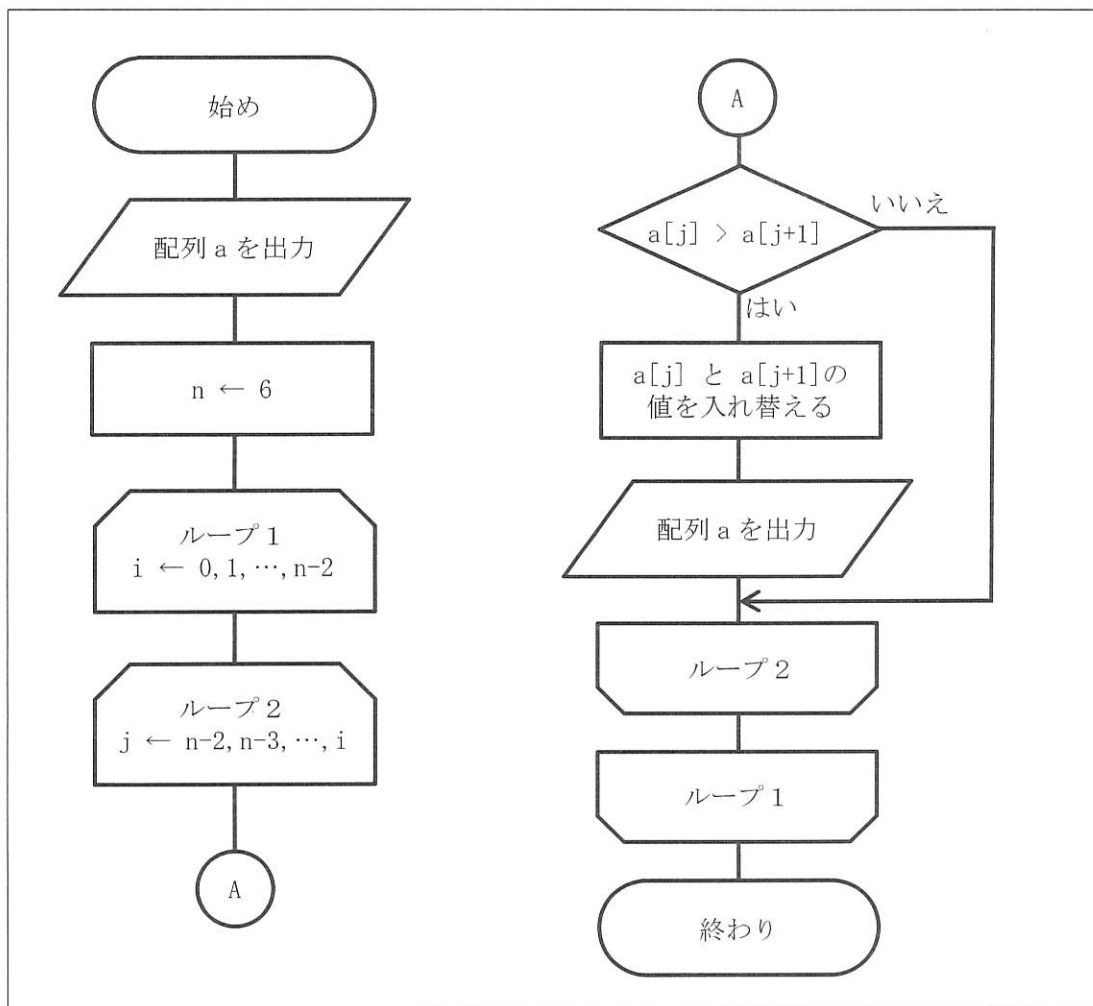 始め
配列 a を出力
n ← 6
ループ１
i ← 0, 1, …, n-2
ループ２
j ← n-2, n-3, …, i
A
A
a[j] > a[j+1]
いいえ
はい
a[j] と a[j+1]の
値を入れ替える
配列 a を出力
ループ２
ループ１
終わり